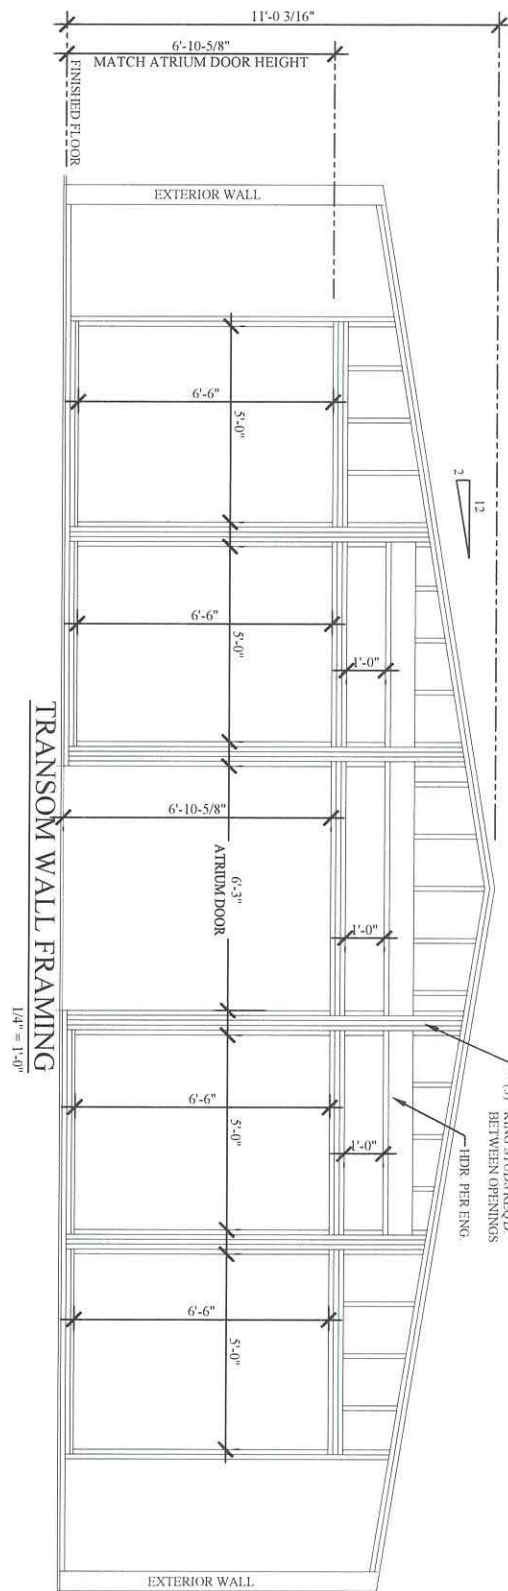 11'-0 3/16"
6'-10-5/8"
MATCH ATRIUM DOOR HEIGHT
FINISHED FLOOR
EXTERIOR WALL
6'-6"
5'-0"
12
2
6'-6"
5'-0"
1'-0"
6'-10-5/8"
6'-3"
ATRIUM DOOR
1'-0"
KING STUDS REQ'D.
BETWEEN OPENINGS
HDR. PER ENG.
6'-6"
5'-0"
1'-0"
6'-6"
5'-0"
EXTERIOR WALL
TRANSOM WALL FRAMING
1/4" = 1'-0"